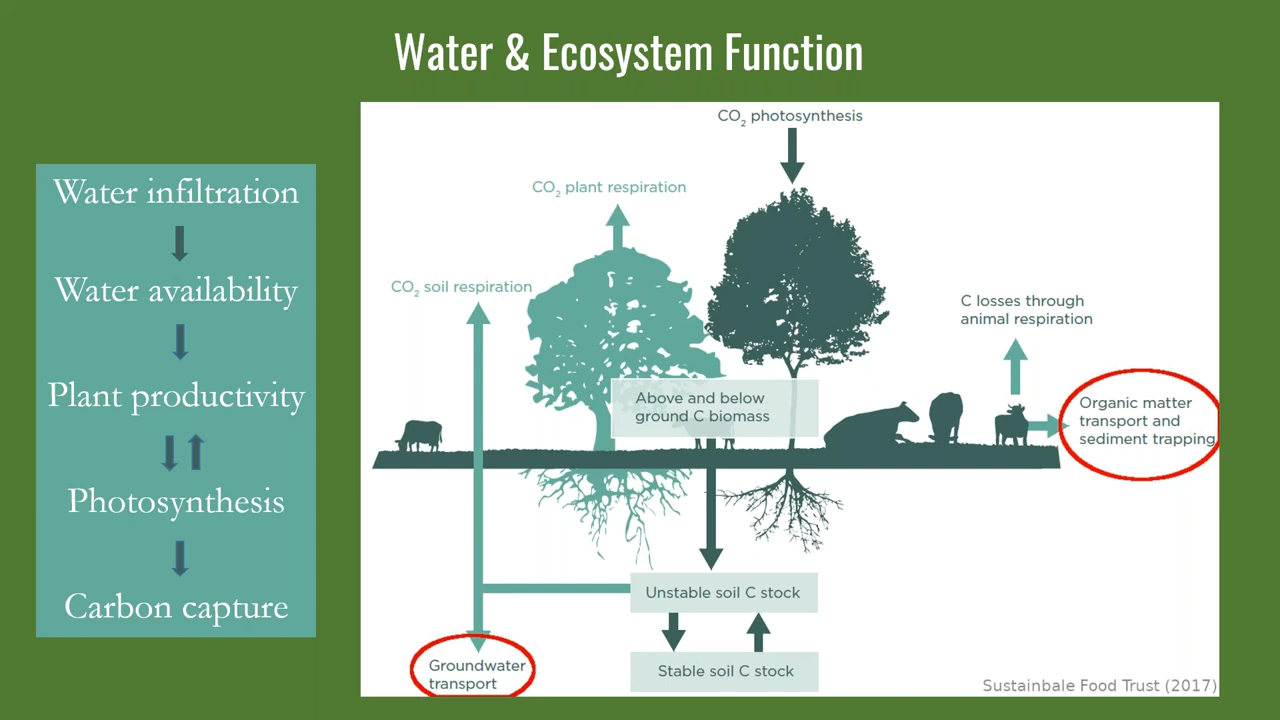 Water & Ecosystem Function
Water infiltration
Water availability
Plant productivity
Photosynthesis
Carbon capture
CO2 photosynthesis
CO2 plant respiration
CO2 soil respiration
C losses through
animal respiration
Above and below
ground C biomass
Organic matter
transport and
sediment trapping
Unstable soil C stock
Stable soil C stock
Groundwater
transport
Sustainbale Food Trust (2017)